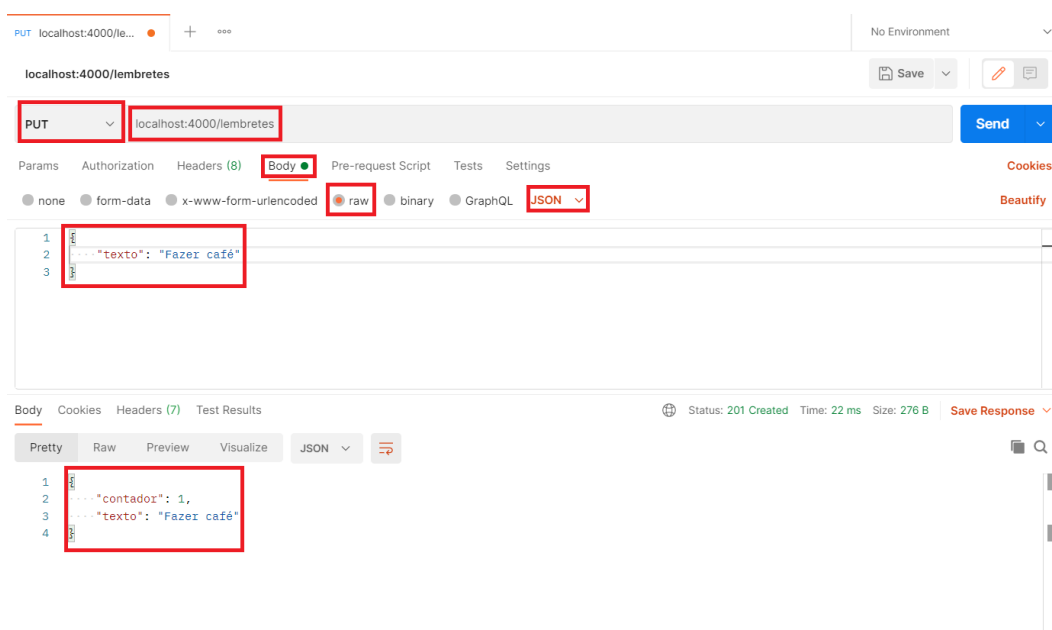 PUT localhost:4000/le...
No Environment
localhost:4000/lembretes
Save
PUT localhost:4000/lembretes Send
Params Authorization Headers (8) Body Pre-request Script Tests Settings Cookies
none form-data x-www-form-urlencoded raw binary GraphQL JSON Beautify
1 {
2 "texto": "Fazer café"
3 }
Body Cookies Headers (7) Test Results Status: 201 Created Time: 22 ms Size: 276 B Save Response
Pretty Raw Preview Visualize JSON
1 {
2 "contador": 1,
3 "texto": "Fazer café"
4 }